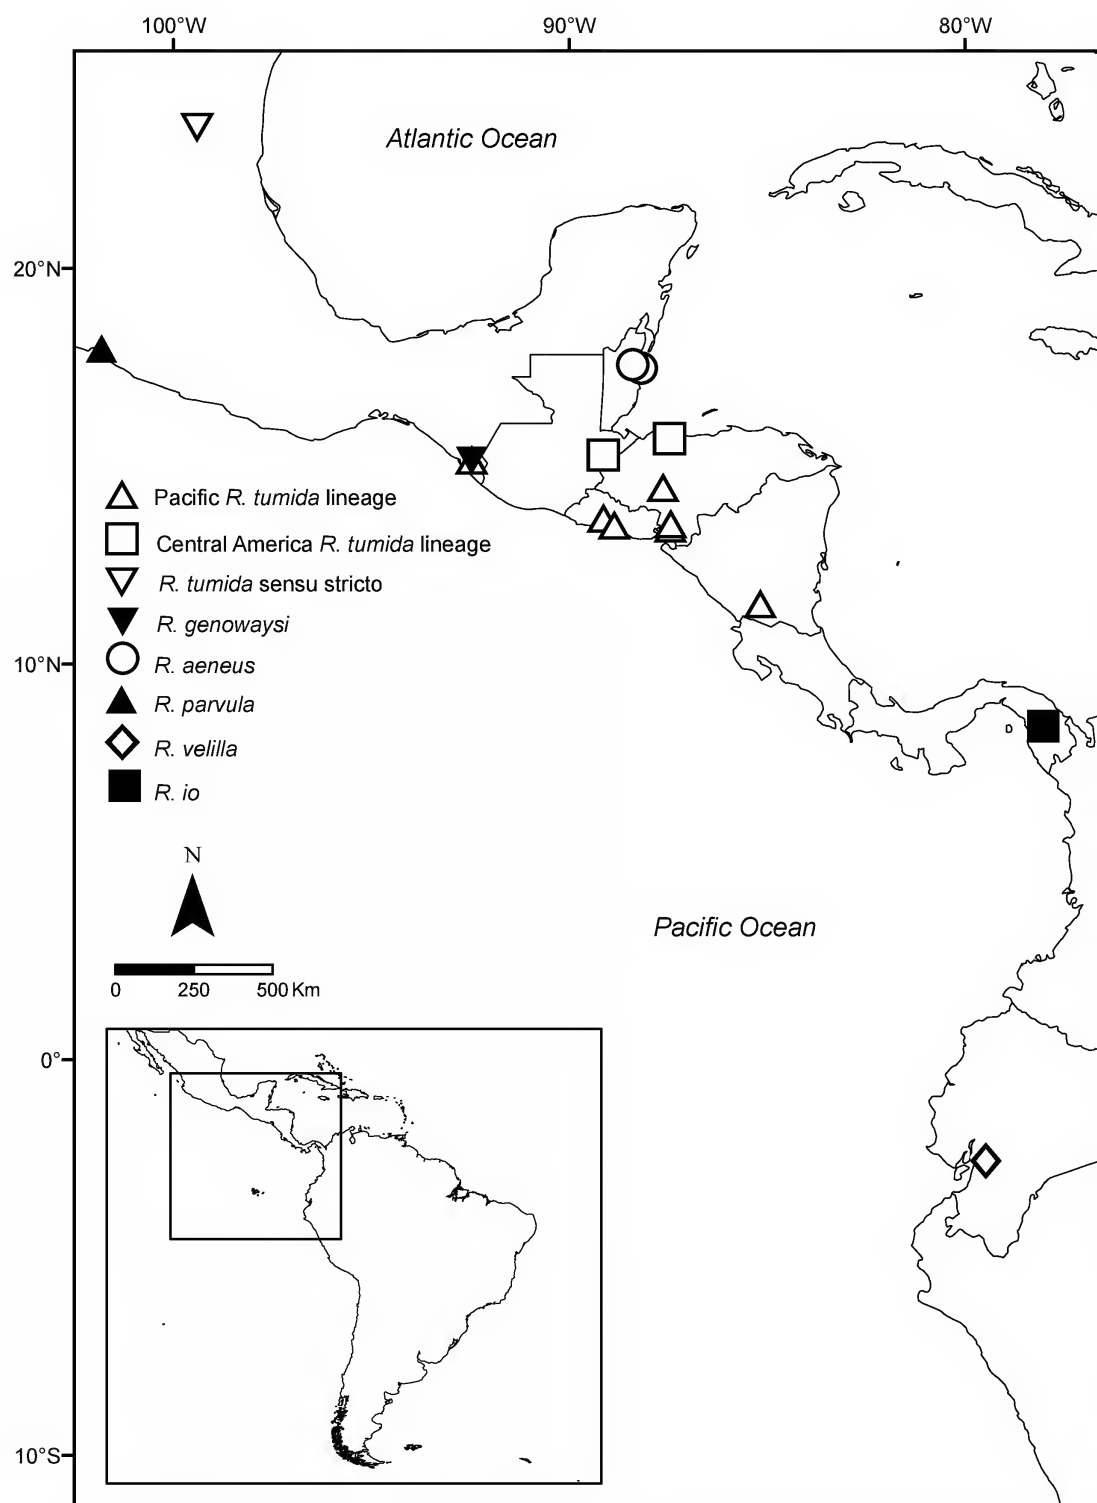 100°W 90°W 80°W
Atlantic Ocean
20°N
Pacific R. tumida lineage
Central America R. tumida lineage
R. tumida sensu stricto
R. genowaysi
10°N
R. aeneus
R. parvula
R. velilla
R. io
N
Pacific Ocean
0 250 500 Km
0°
10°S